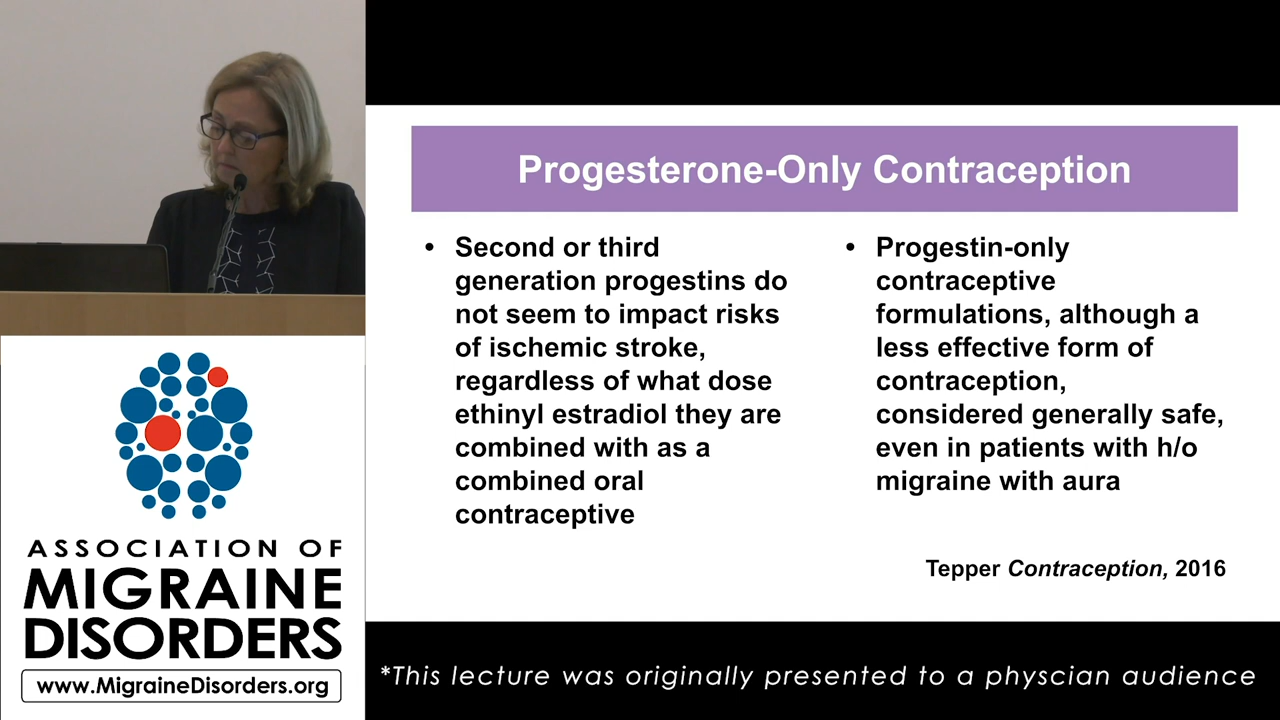 Progesterone-Only Contraception
• Second or third
generation progestins do
not seem to impact risks
of ischemic stroke,
regardless of what dose
ethinyl estradiol they are
combined with as a
combined oral
contraceptive
• Progestin-only
contraceptive
formulations, although a
less effective form of
contraception,
considered generally safe,
even in patients with h/o
migraine with aura
Tepper Contraception, 2016
ASSOCIATION OF
MIGRAINE
DISORDERS
www.MigraineDisorders.org
*This lecture was originally presented to a physcian audience